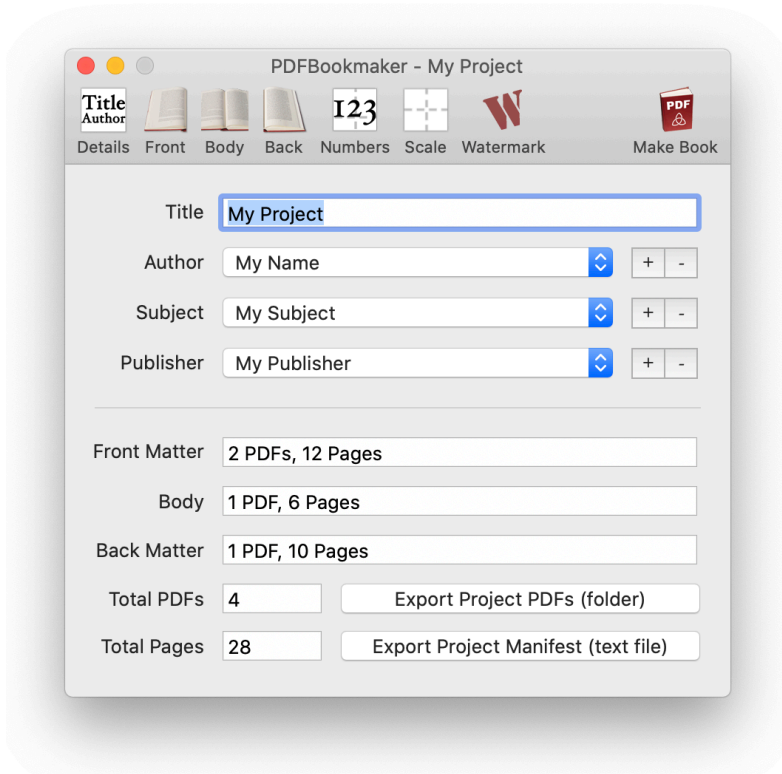 PDFBookmaker - My Project
Title
Author
123
W
PDF
Details Front Body Back Numbers Scale Watermark Make Book
Title My Project
Author My Name + -
Subject My Subject + -
Publisher My Publisher + -
Front Matter 2 PDFs, 12 Pages
Body 1 PDF, 6 Pages
Back Matter 1 PDF, 10 Pages
Total PDFs 4 Export Project PDFs (folder)
Total Pages 28 Export Project Manifest (text file)